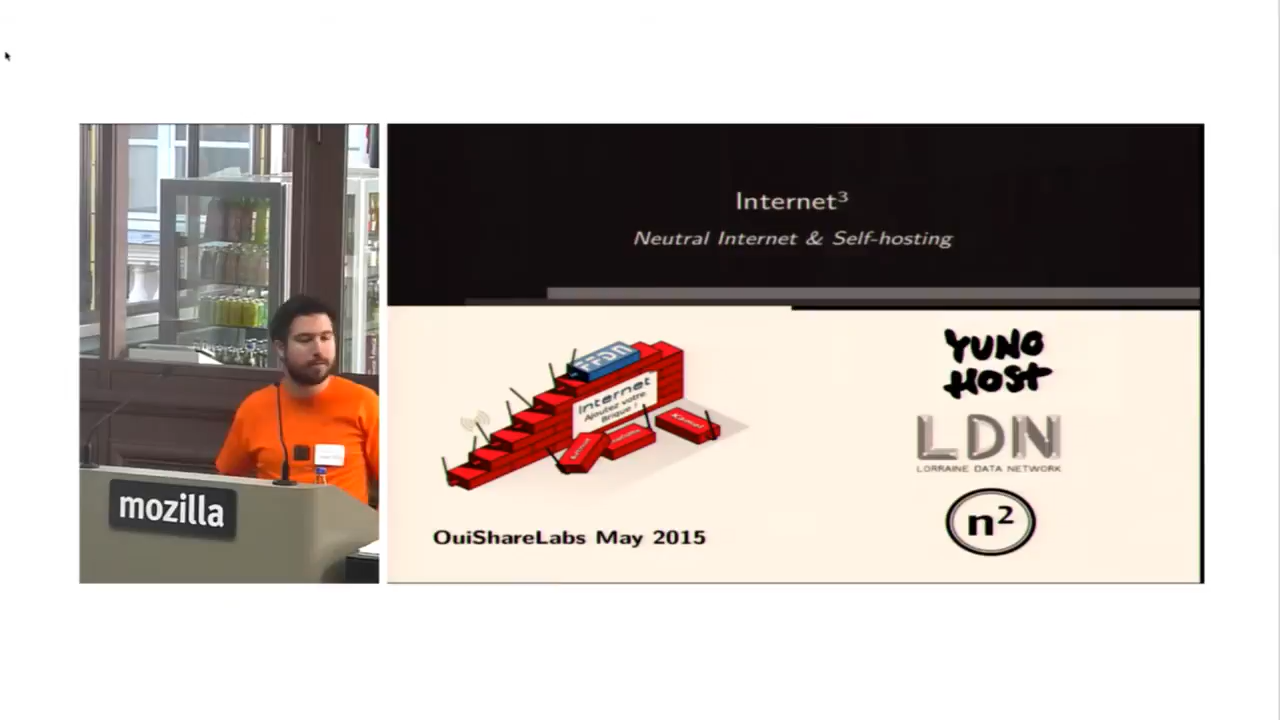 mozilla
Internet³
Neutral Internet & Self-hosting
FFDN
Internet
Ajoutez votre
Brique !
OuiShareLabs May 2015
YUNO
HOST
LDN
LORRAINE DATA NETWORK
n²